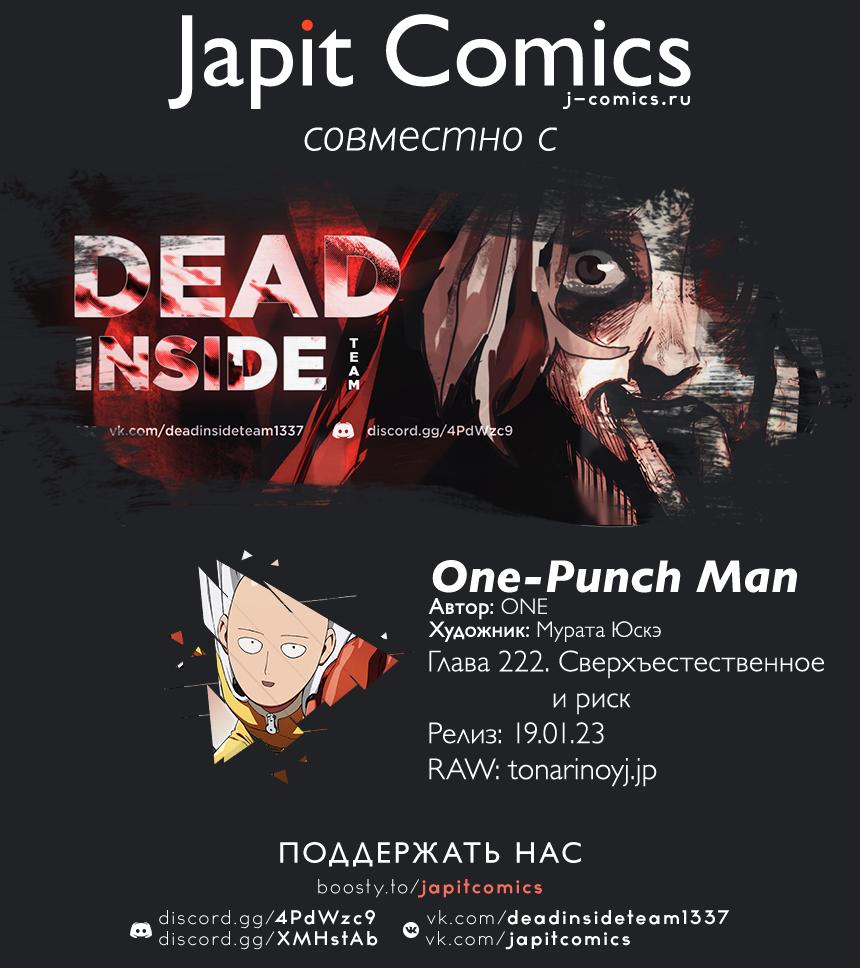 Japit Comics
j-comics.ru
совместно с
DEAD
INSIDE
TEAM
vk.com/deadinsideteam1337 discord.gg/4PdWzc9
One-Punch Man
Автор: ONE
Художник: Мурата Юскэ
Глава 222. Сверхъестественное
и риск
Релиз: 19.01.23
RAW: tonarinoyj.jp
ПОДДЕРЖАТЬ НАС
boosty.to/japitcomics
discord.gg/4PdWzc9 vk.com/deadinsideteam1337
discord.gg/XMHstAb vk.com/japitcomics